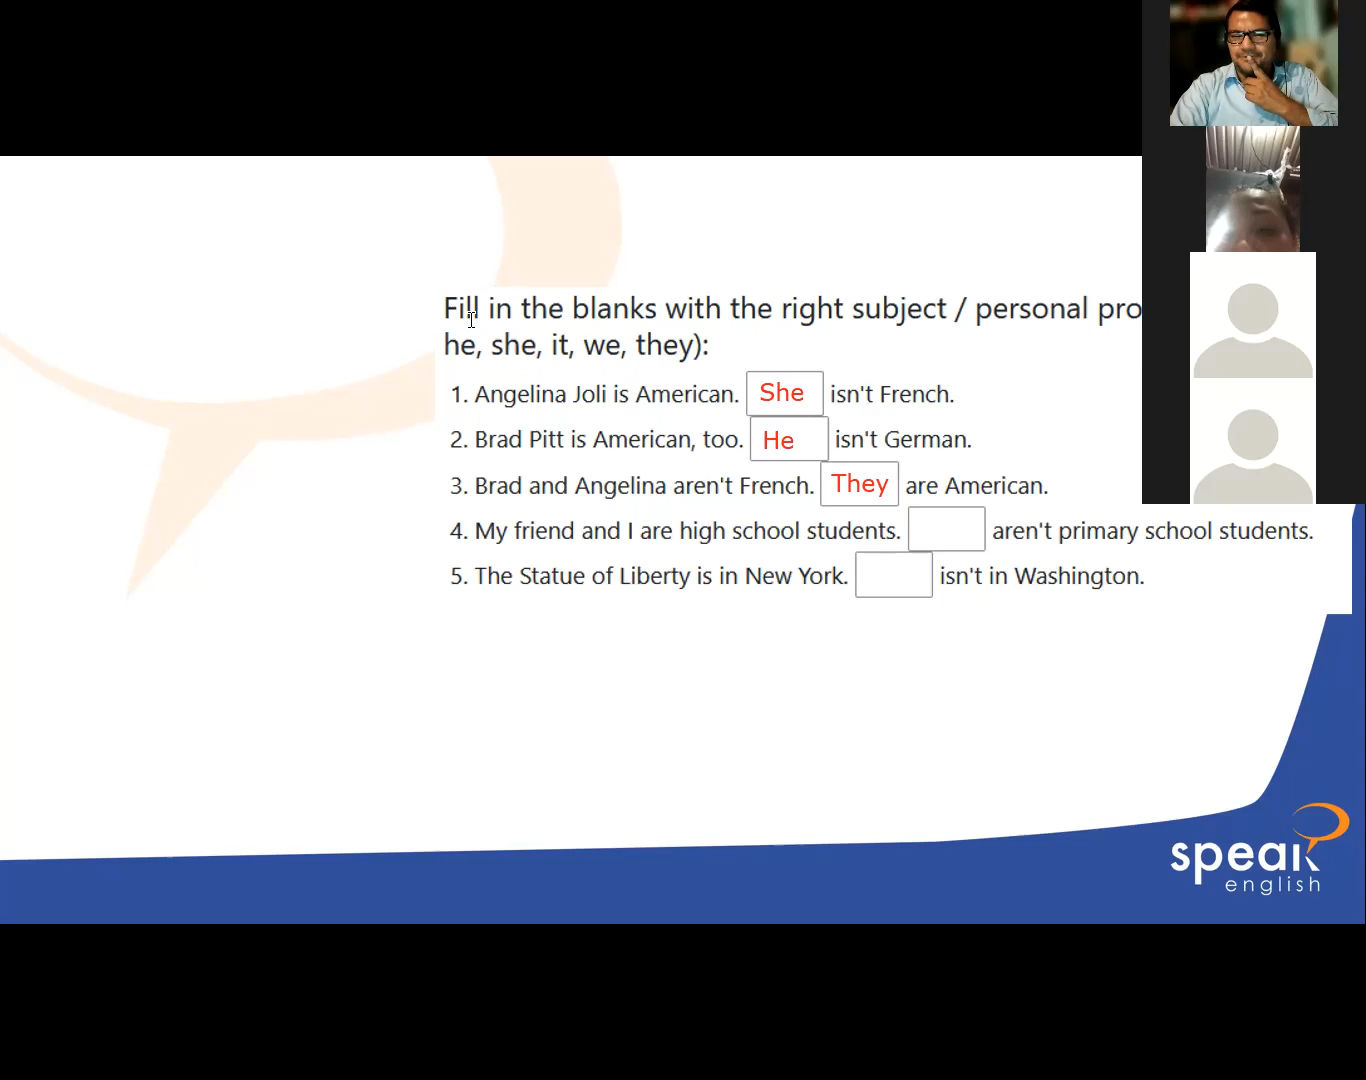 Fill in the blanks with the right subject / personal pro
he, she, it, we, they):
1. Angelina Joli is American. She isn't French.
2. Brad Pitt is American, too. He isn't German.
3. Brad and Angelina aren't French. They are American.
4. My friend and I are high school students. aren't primary school students.
5. The Statue of Liberty is in New York. isn't in Washington.
speak
english